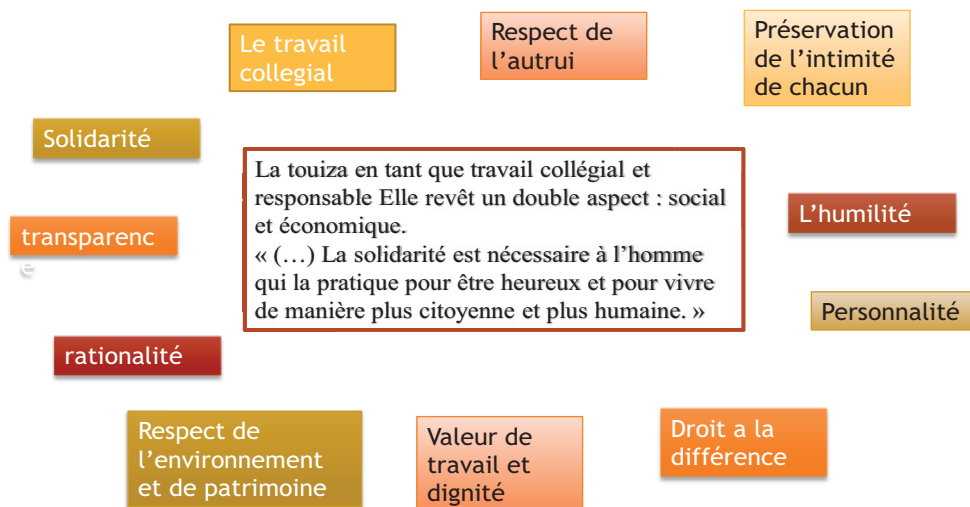 Le travail
collegial
Respect de
l’autrui
Préservation
de l’intimité
de chacun
Solidarité
La touiza en tant que travail collégial et
responsable Elle revêt un double aspect : social
et économique.
« (…) La solidarité est nécessaire à l’homme
qui la pratique pour être heureux et pour vivre
de manière plus citoyenne et plus humaine. »
L’humilité
transparenc
e
Personnalité
rationalité
Respect de
l’environnement
et de patrimoine
Valeur de
travail et
dignité
Droit a la
différence